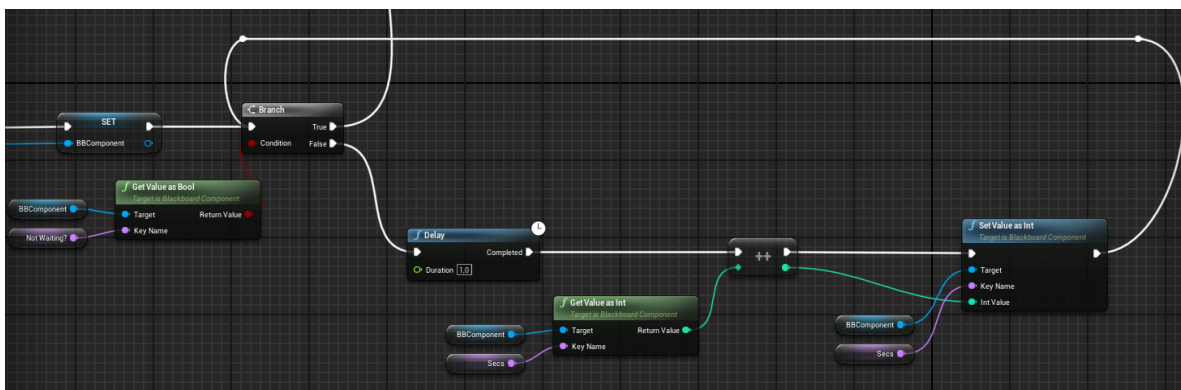 SET
BBComponent
Branch
True
Condition
False
Get Value as Bool
Target is Blackboard Component
BBComponent
Target
Return Value
Not Waiting?
Key Name
Delay
Completed
Duration 1,0
Get Value as Int
Target is Blackboard Component
BBComponent
Target
Return Value
Secs
Key Name
++
Set Value as Int
Target is Blackboard Component
Target
Key Name
Int Value
BBComponent
Secs